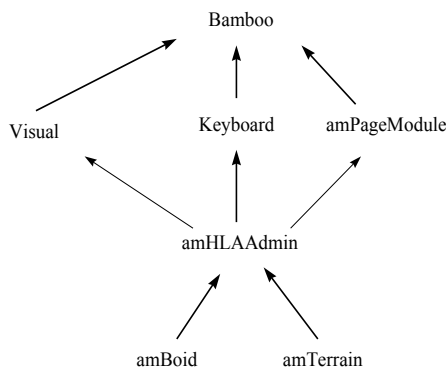 Bamboo
Visual
Keyboard
amPageModule
amHLAAdmin
amBoid
amTerrain